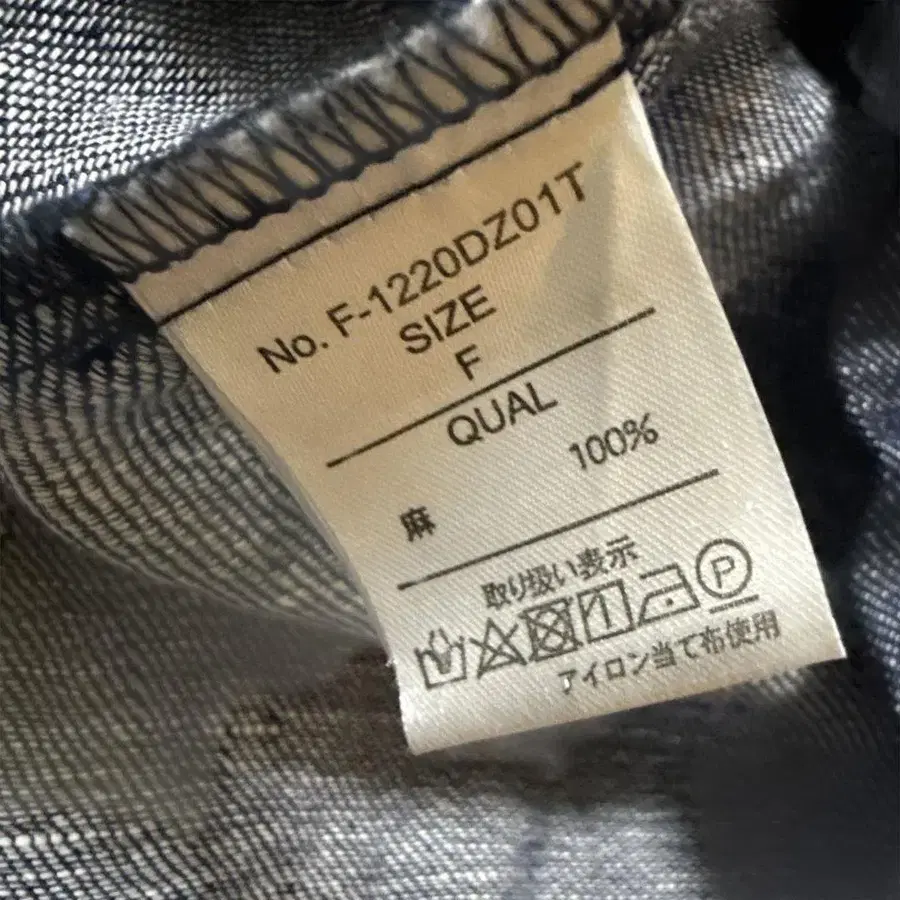 No. F-1220DZ01T
SIZE
F
QUAL
麻 100%
取り扱い表示
P
アイロン当て布使用